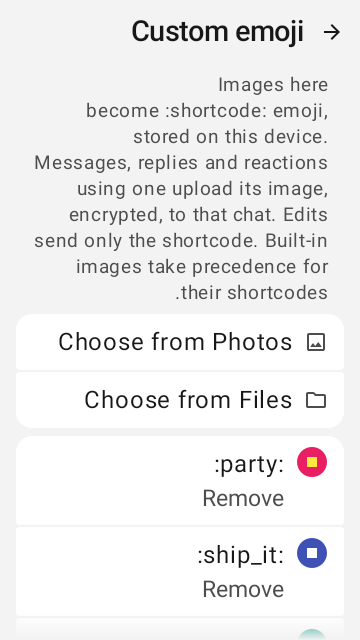 Custom emoji
Images here
become :shortcode: emoji,
stored on this device.
Messages, replies and reactions
using one upload its image,
encrypted, to that chat. Edits
send only the shortcode. Built-in
images take precedence for
their shortcodes.
Choose from Photos
Choose from Files
:party:
Remove
:ship_it:
Remove